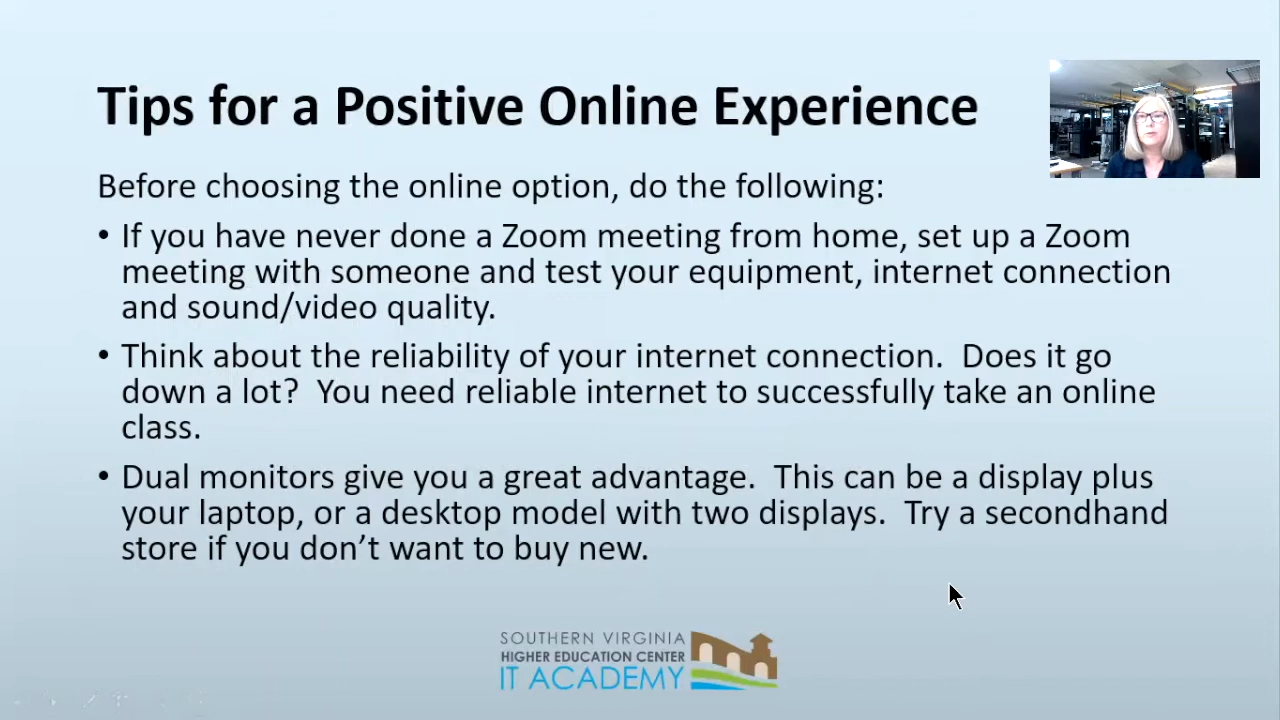 Tips for a Positive Online Experience
Before choosing the online option, do the following:
• If you have never done a Zoom meeting from home, set up a Zoom
meeting with someone and test your equipment, internet connection
and sound/video quality.
• Think about the reliability of your internet connection.  Does it go
down a lot?  You need reliable internet to successfully take an online
class.
• Dual monitors give you a great advantage.  This can be a display plus
your laptop, or a desktop model with two displays.  Try a secondhand
store if you don’t want to buy new.
SOUTHERN VIRGINIA
HIGHER EDUCATION CENTER
IT ACADEMY